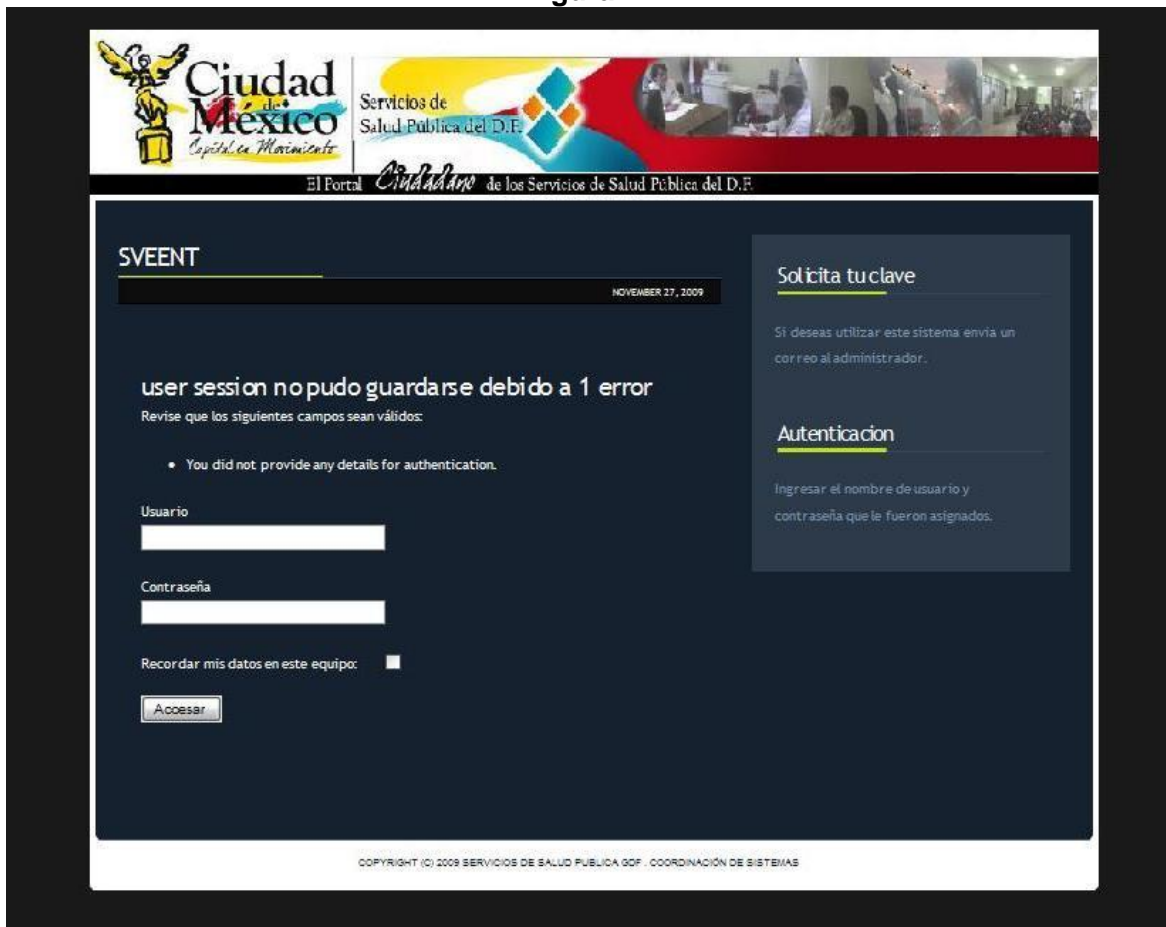 Ciudad
de
México
Capital en Movimiento
Servicios de
Salud Pública del D.F.
El Portal Ciudadano de los Servicios de Salud Pública del D.F.
SVEENT
NOVEMBER 27, 2009
user session no pudo guardarse debido a 1 error
Revise que los siguientes campos sean válidos:
• You did not provide any details for authentication.
Usuario
Contraseña
Recordar mis datos en este equipo:
Accesar
Solicita tu clave
Si deseas utilizar este sistema envia un
correo al administrador.
Autenticacion
Ingresar el nombre de usuario y
contraseña que le fueron asignados.
COPYRIGHT (C) 2009 SERVICIOS DE SALUD PUBLICA GDF . COORDINACIÓN DE SISTEMAS